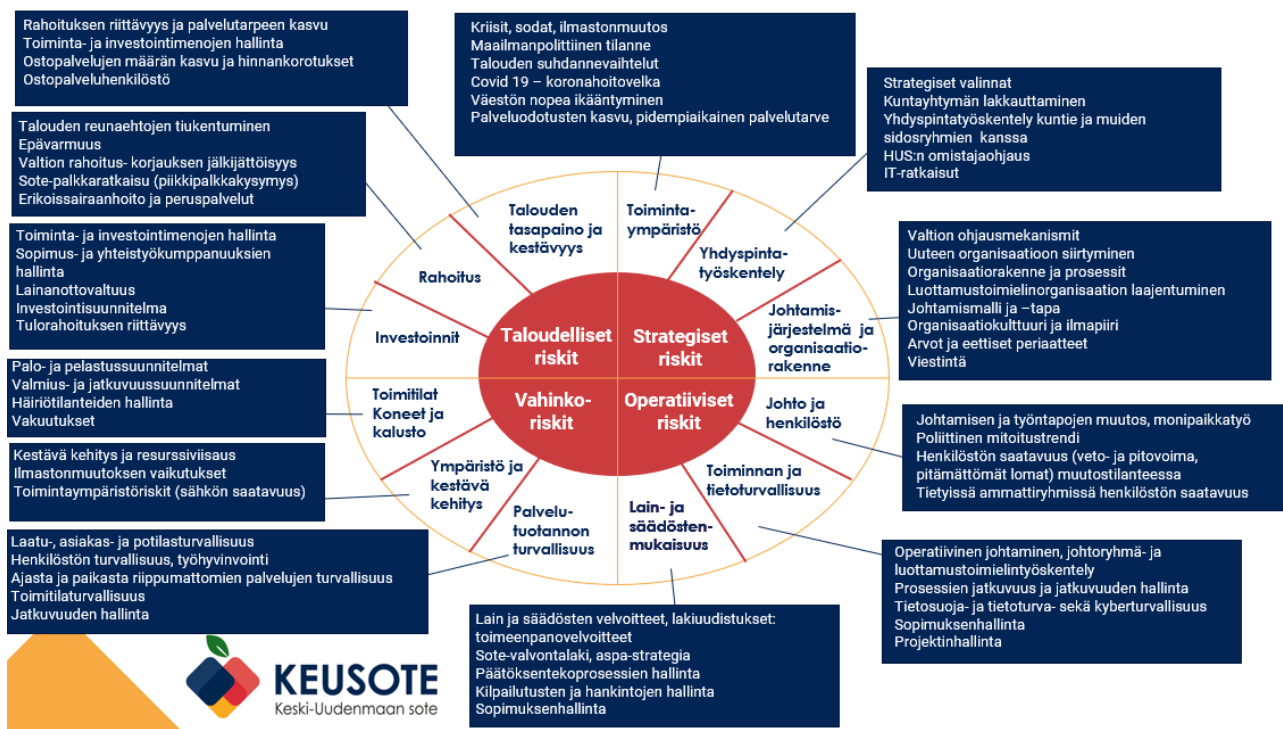 Rahoituksen riittävyys ja palvelutarpeen kasvu
Toiminta- ja investointimenojen hallinta
Ostopalvelujen määrän kasvu ja hinnankorotukset
Ostopalveluhenkilöstö
Kriisit, sodat, ilmastonmuutos
Maailmanpoliittinen tilanne
Talouden suhdannevaihtelut
Covid 19 – koronahoitovelka
Väestön nopea ikääntyminen
Palveluodotusten kasvu, pidempiaikainen palvelutarve
Strategiset valinnat
Kuntayhtymän lakkauttaminen
Yhdyspintatyöskentely kuntie ja muiden
sidosryhmien kanssa
HUS:n omistajaohjaus
IT-ratkaisut
Talouden reunaehtojen tiukentuminen
Epävarmuus
Valtion rahoitus- korjauksen jälkijättöisyys
Sote-palkkaratkaisu (piikkipalkkakysymys)
Erikoissairaanhoito ja peruspalvelut
Toiminta- ja investointimenojen hallinta
Sopimus- ja yhteistyökumppanuuksien
hallinta
Lainanottovaltuus
Investointisuunnitelma
Tulorahoituksen riittävyys
Valtion ohjausmekanismit
Uuteen organisaatioon siirtyminen
Organisaatiorakenne ja prosessit
Luottamustoimielinorganisaation laajentuminen
Johtamismalli ja –tapa
Organisaatiokulttuuri ja ilmapiiri
Arvot ja eettiset periaatteet
Viestintä
Talouden
tasapaino ja
kestävyys
Toiminta-
ympäristö
Rahoitus
Yhdyspinta-
työskentely
Investoinnit
Johtamis-
järjestelmä ja
organisaatio-
rakenne
Taloudelliset
riskit
Strategiset
riskit
Vahinko-
riskit
Operatiiviset
riskit
Toimitilat
Koneet ja
kalusto
Johto ja
henkilöstö
Ympäristö ja
kestävä
kehitys
Toiminnan ja
tietoturvallisuus
Palvelu-
tuotannon
turvallisuus
Lain- ja
säädösten-
mukaisuus
Palo- ja pelastussuunnitelmat
Valmius- ja jatkuvuussuunnitelmat
Häiriötilanteiden hallinta
Vakuutukset
Kestävä kehitys ja resurssiviisaus
Ilmastonmuutoksen vaikutukset
Toimintaympäristöriskit (sähkön saatavuus)
Johtamisen ja työntapojen muutos, monipaikkatyö
Poliittinen mitoitustrendi
Henkilöstön saatavuus (veto- ja pitovoima,
pitämättömät lomat) muutostilanteessa
Tietyissä ammattiryhmissä henkilöstön saatavuus
Laatu-, asiakas- ja potilasturvallisuus
Henkilöstön turvallisuus, työhyvinvointi
Ajasta ja paikasta riippumattomien palvelujen turvallisuus
Toimitilaturvallisuus
Jatkuvuuden hallinta
Operatiivinen johtaminen, johtoryhmä- ja
luottamustoimielintyöskentely
Prosessien jatkuvuus ja jatkuvuuden hallinta
Tietosuoja- ja tietoturva- sekä kyberturvallisuus
Sopimuksenhallinta
Projektinhallinta
Lain ja säädösten velvoitteet, lakiuudistukset:
toimeenpanovelvoitteet
Sote-valvontalaki, aspa-strategia
Päätöksentekoprosessien hallinta
Kilpailutusten ja hankintojen hallinta
Sopimuksenhallinta
KEUSOTE
Keski-Uudenmaan sote